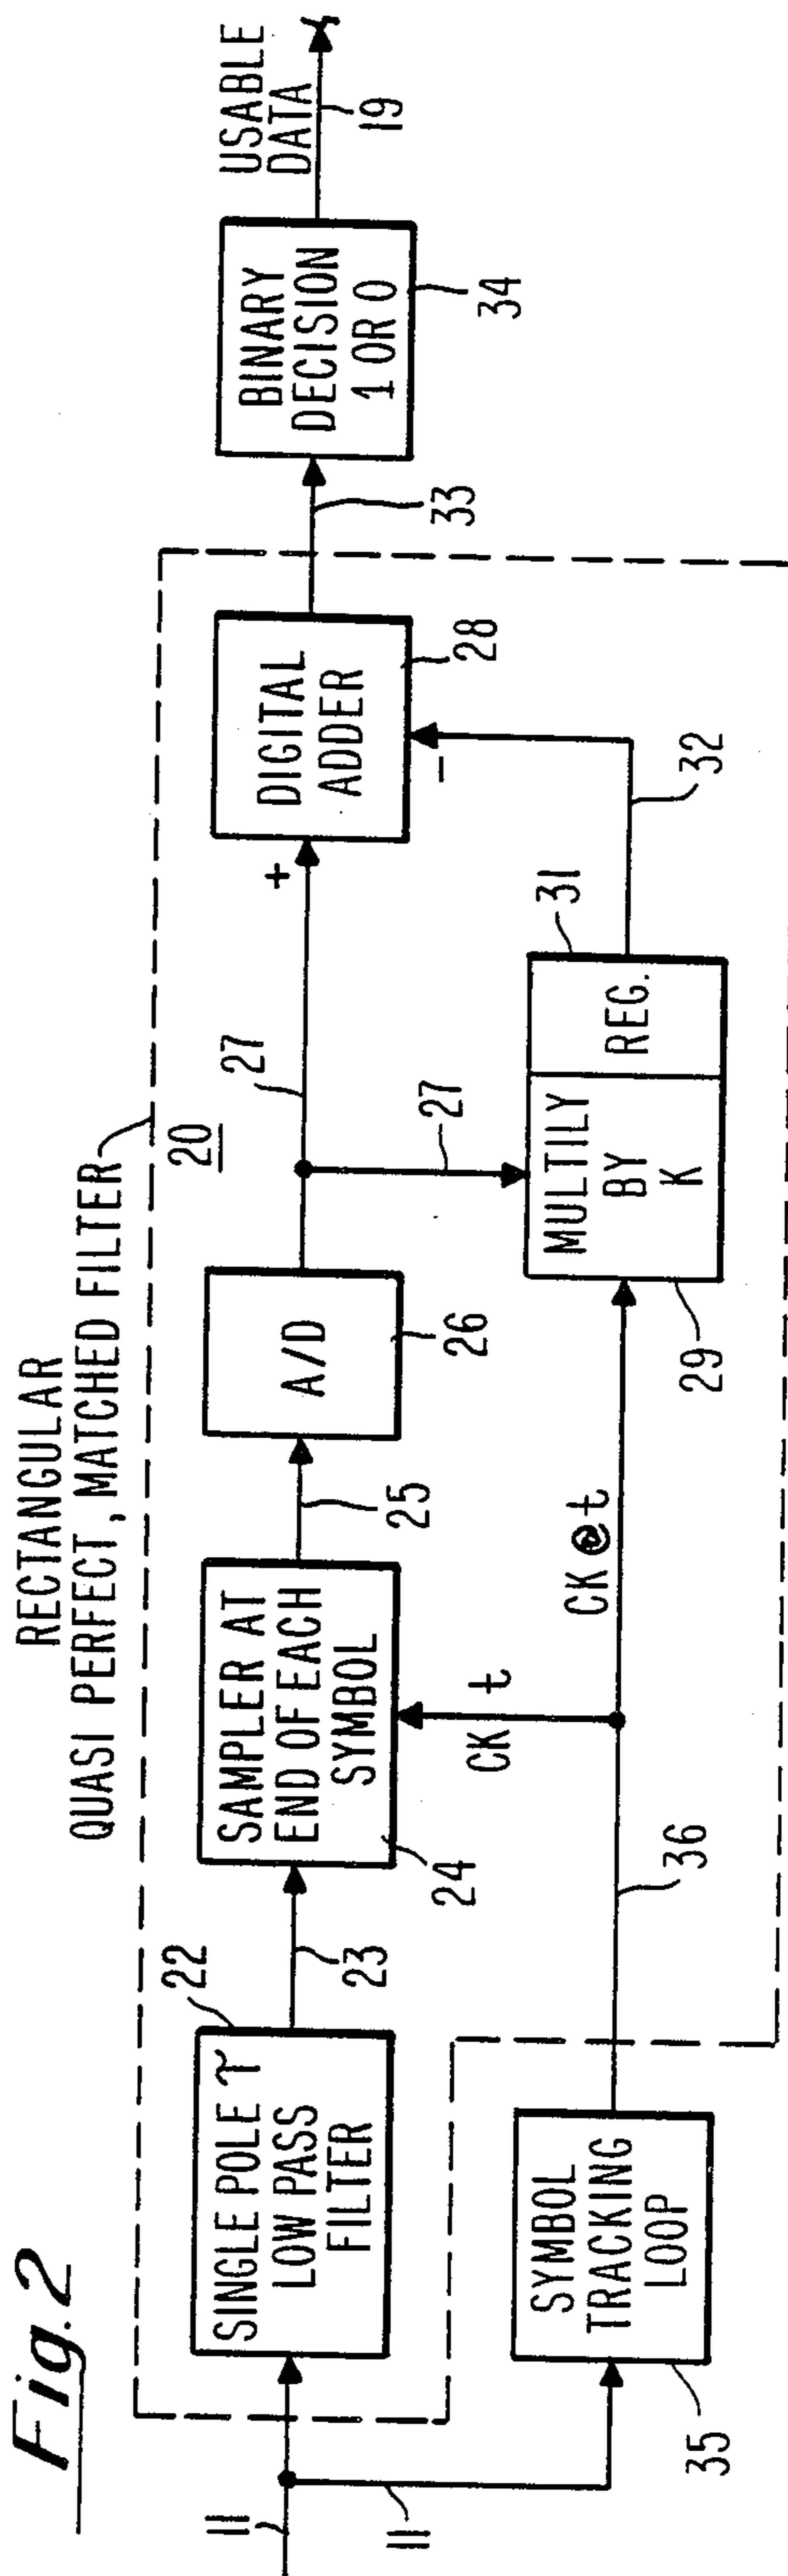 Fig. 2
RECTANGULAR
QUASI PERFECT, MATCHED FILTER
20
11
11
SINGLE POLE τ
LOW PASS
FILTER
22
23
SAMPLER AT
END OF EACH
SYMBOL
24
25
A/D
26
27
27
+
DIGITAL
ADDER
28
−
33
BINARY
DECISION
1 OR 0
34
USABLE
DATA
19
SYMBOL
TRACKING
LOOP
35
36
CK t
CK @ t
MULTILY
BY
K
29
REG.
31
32